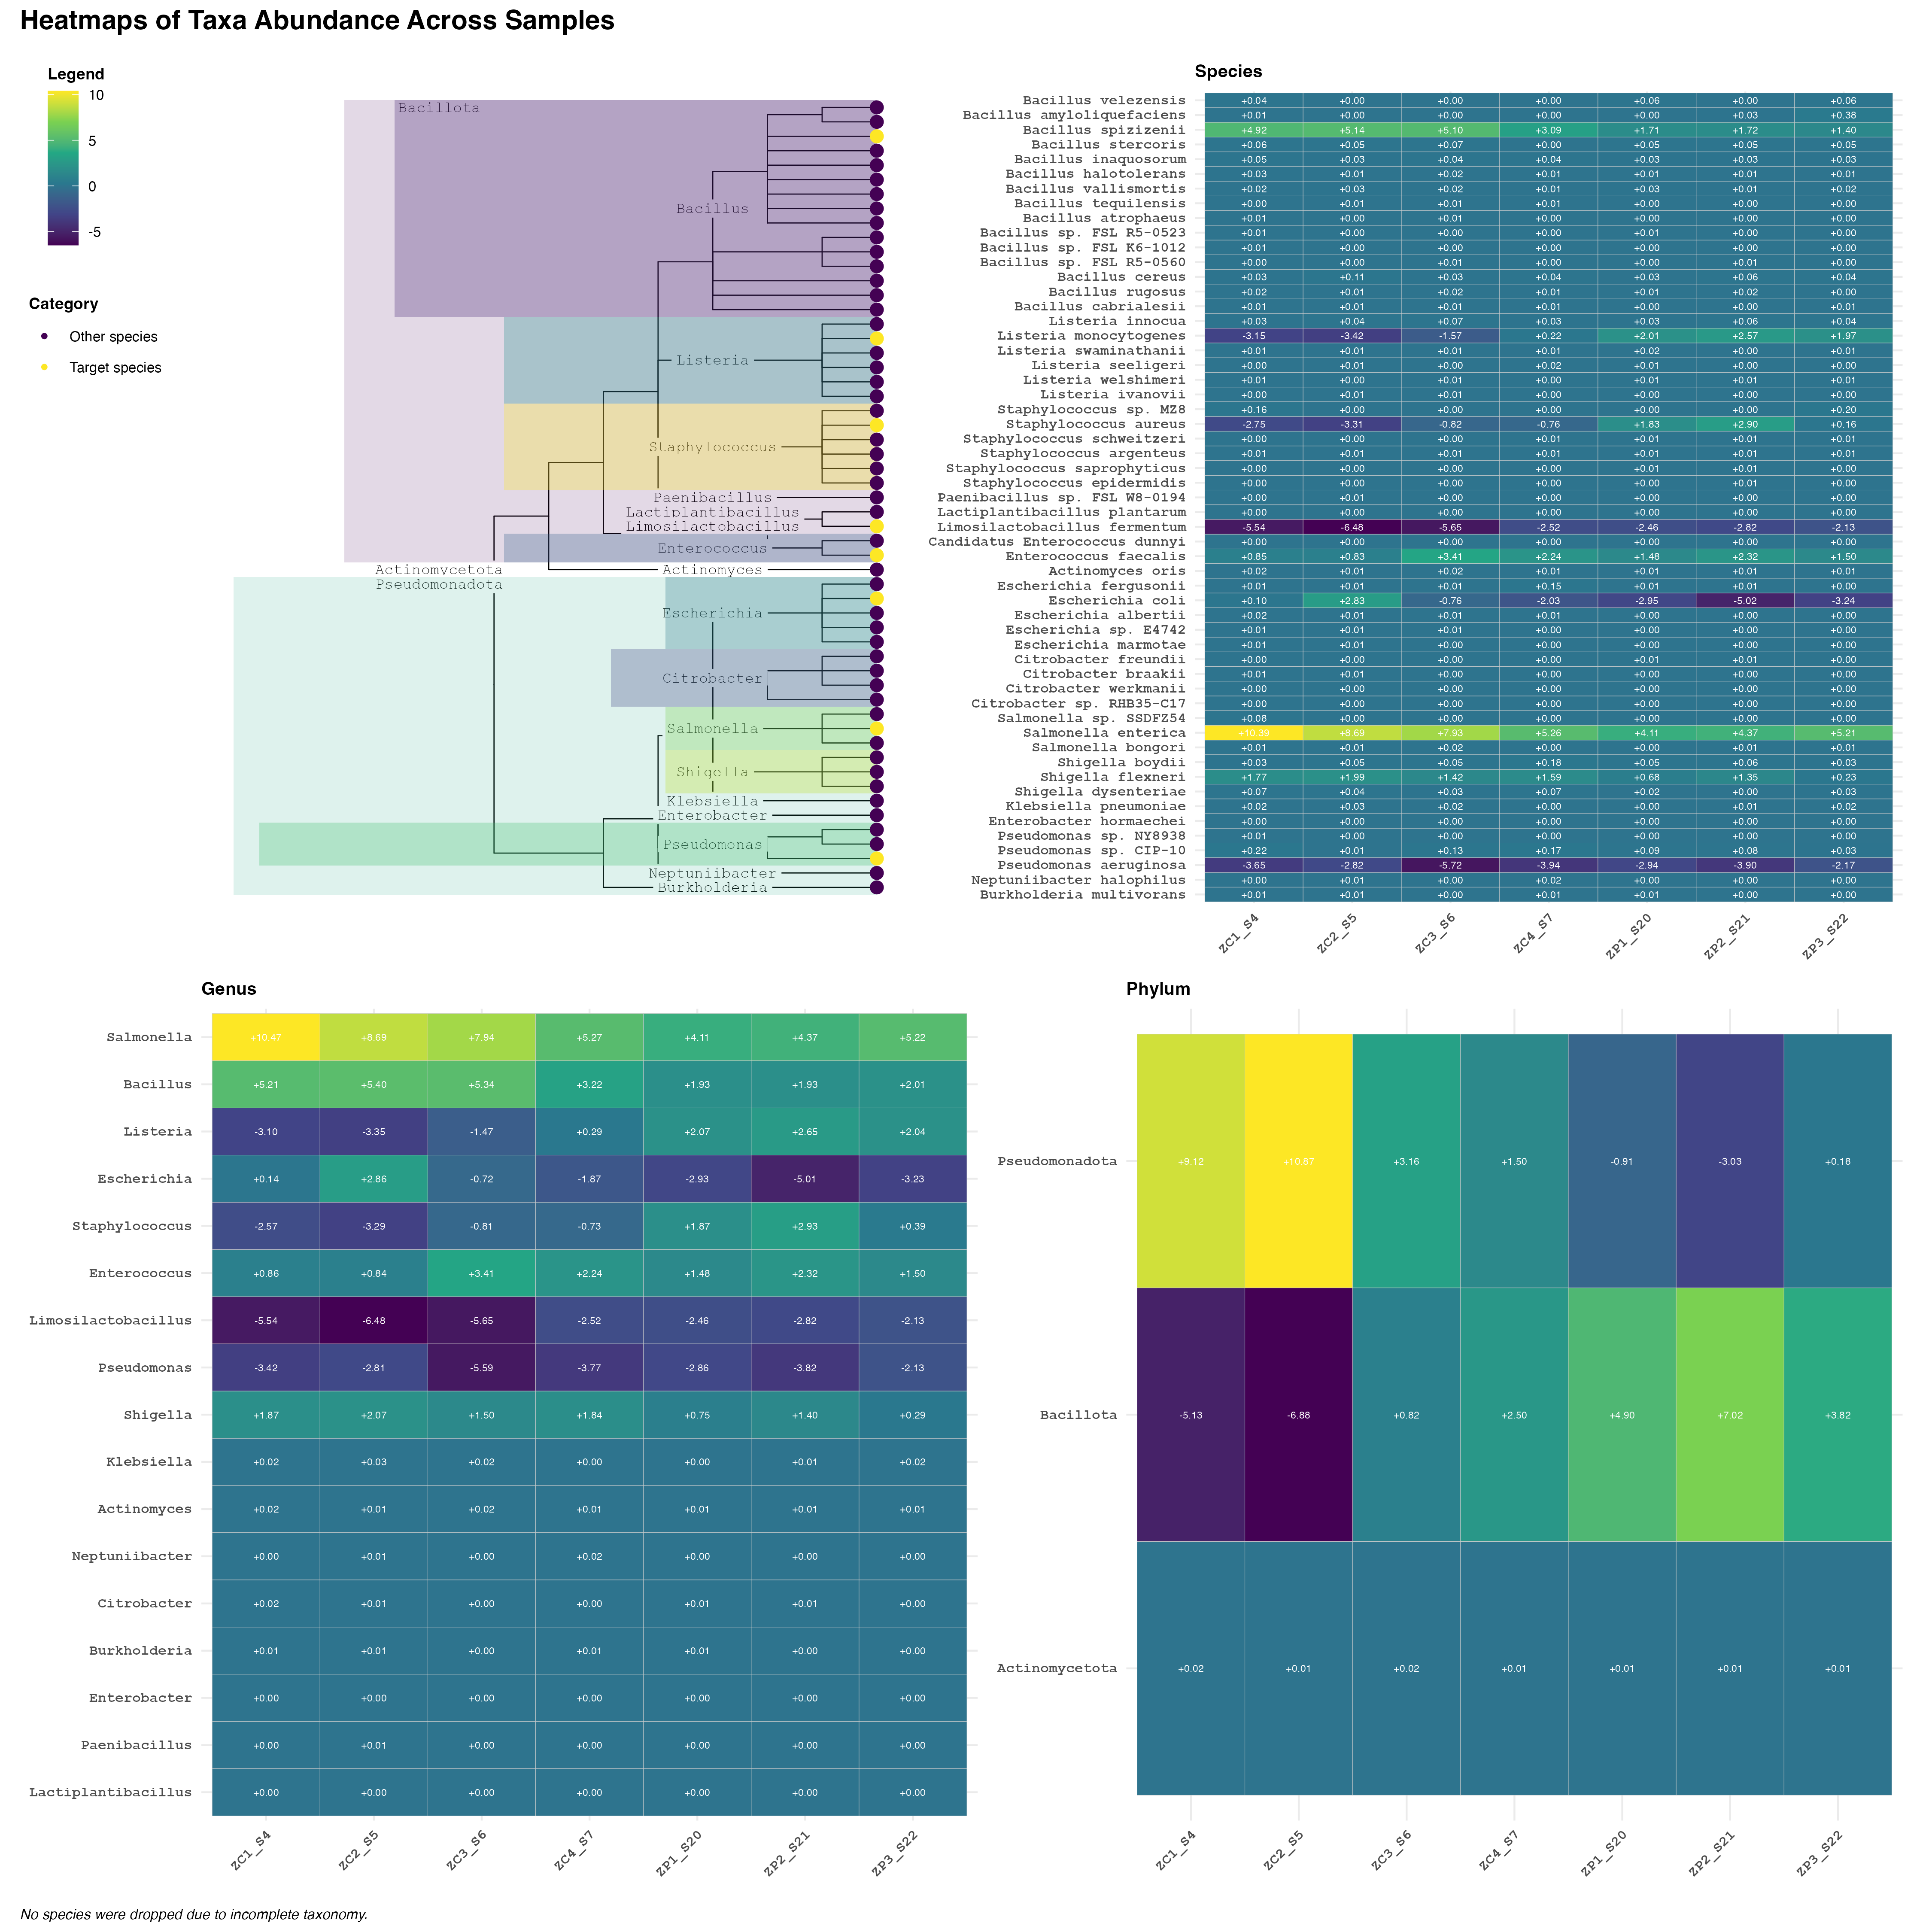 Heatmaps of Taxa Abundance Across Samples
Legend
10
5
0
-5
Category
Other species
Target species
Bacillota
Bacillus
Listeria
Staphylococcus
Paenibacillus
Lactiplantibacillus
Limosilactobacillus
Enterococcus
Actinomycetota
Actinomyces
Pseudomonadota
Escherichia
Citrobacter
Salmonella
Shigella
Klebsiella
Enterobacter
Pseudomonas
Neptuniibacter
Burkholderia
Species
Bacillus velezensis +0.04 +0.00 +0.00 +0.00 +0.06 +0.00 +0.06
Bacillus amyloliquefaciens +0.01 +0.00 +0.00 +0.00 +0.00 +0.03 +0.38
Bacillus spizizenii +4.92 +5.14 +5.10 +3.09 +1.71 +1.72 +1.40
Bacillus stercoris +0.06 +0.05 +0.07 +0.00 +0.05 +0.05 +0.05
Bacillus inaquosorum +0.05 +0.03 +0.04 +0.04 +0.03 +0.03 +0.03
Bacillus halotolerans +0.03 +0.01 +0.02 +0.01 +0.01 +0.01 +0.01
Bacillus vallismortis +0.02 +0.03 +0.02 +0.01 +0.03 +0.01 +0.02
Bacillus tequilensis +0.00 +0.01 +0.01 +0.01 +0.00 +0.00 +0.00
Bacillus atrophaeus +0.01 +0.00 +0.01 +0.01 +0.00 +0.00 +0.00
Bacillus sp. FSL R5-0523 +0.01 +0.00 +0.00 +0.00 +0.01 +0.00 +0.00
Bacillus sp. FSL K6-1012 +0.01 +0.00 +0.00 +0.00 +0.00 +0.00 +0.00
Bacillus sp. FSL R5-0560 +0.00 +0.00 +0.01 +0.00 +0.00 +0.01 +0.00
Bacillus cereus +0.03 +0.11 +0.03 +0.04 +0.03 +0.06 +0.04
Bacillus rugosus +0.02 +0.01 +0.02 +0.01 +0.01 +0.02 +0.00
Bacillus cabrialesii +0.01 +0.01 +0.01 +0.01 +0.00 +0.00 +0.01
Listeria innocua +0.03 +0.04 +0.07 +0.03 +0.03 +0.06 +0.04
Listeria monocytogenes -3.15 -3.42 -1.57 +0.22 +2.01 +2.57 +1.97
Listeria swaminathanii +0.01 +0.01 +0.01 +0.01 +0.02 +0.00 +0.01
Listeria seeligeri +0.00 +0.01 +0.00 +0.02 +0.01 +0.00 +0.00
Listeria welshimeri +0.01 +0.00 +0.01 +0.00 +0.01 +0.01 +0.01
Listeria ivanovii +0.00 +0.01 +0.01 +0.00 +0.00 +0.01 +0.00
Staphylococcus sp. MZ8 +0.16 +0.00 +0.00 +0.00 +0.00 +0.00 +0.20
Staphylococcus aureus -2.75 -3.31 -0.82 -0.76 +1.83 +2.90 +0.16
Staphylococcus schweitzeri +0.00 +0.00 +0.00 +0.01 +0.01 +0.01 +0.01
Staphylococcus argenteus +0.01 +0.01 +0.01 +0.01 +0.01 +0.01 +0.01
Staphylococcus saprophyticus +0.00 +0.00 +0.00 +0.00 +0.01 +0.01 +0.00
Staphylococcus epidermidis +0.00 +0.00 +0.00 +0.00 +0.00 +0.01 +0.00
Paenibacillus sp. FSL W8-0194 +0.00 +0.01 +0.00 +0.00 +0.00 +0.00 +0.00
Lactiplantibacillus plantarum +0.00 +0.00 +0.00 +0.00 +0.00 +0.00 +0.00
Limosilactobacillus fermentum -5.54 -6.48 -5.65 -2.52 -2.46 -2.82 -2.13
Candidatus Enterococcus dunnyi +0.00 +0.00 +0.00 +0.00 +0.00 +0.00 +0.00
Enterococcus faecalis +0.85 +0.83 +3.41 +2.24 +1.48 +2.32 +1.50
Actinomyces oris +0.02 +0.01 +0.02 +0.01 +0.01 +0.01 +0.01
Escherichia fergusonii +0.01 +0.01 +0.01 +0.15 +0.01 +0.01 +0.00
Escherichia coli +0.10 +2.83 -0.76 -2.03 -2.95 -5.02 -3.24
Escherichia albertii +0.02 +0.01 +0.01 +0.01 +0.00 +0.00 +0.00
Escherichia sp. E4742 +0.01 +0.01 +0.01 +0.00 +0.00 +0.00 +0.00
Escherichia marmotae +0.01 +0.01 +0.00 +0.00 +0.00 +0.00 +0.00
Citrobacter freundii +0.00 +0.00 +0.00 +0.00 +0.01 +0.01 +0.00
Citrobacter braakii +0.01 +0.01 +0.00 +0.00 +0.00 +0.00 +0.00
Citrobacter werkmanii +0.00 +0.00 +0.00 +0.00 +0.00 +0.00 +0.00
Citrobacter sp. RHB35-C17 +0.00 +0.00 +0.00 +0.00 +0.00 +0.00 +0.00
Salmonella sp. SSDFZ54 +0.08 +0.00 +0.00 +0.00 +0.00 +0.00 +0.00
Salmonella enterica +10.39 +8.69 +7.93 +5.26 +4.11 +4.37 +5.21
Salmonella bongori +0.01 +0.01 +0.02 +0.00 +0.00 +0.01 +0.01
Shigella boydii +0.03 +0.05 +0.05 +0.18 +0.05 +0.06 +0.03
Shigella flexneri +1.77 +1.99 +1.42 +1.59 +0.68 +1.35 +0.23
Shigella dysenteriae +0.07 +0.04 +0.03 +0.07 +0.02 +0.00 +0.03
Klebsiella pneumoniae +0.02 +0.03 +0.02 +0.00 +0.00 +0.01 +0.02
Enterobacter hormaechei +0.00 +0.00 +0.00 +0.00 +0.00 +0.00 +0.00
Pseudomonas sp. NY8938 +0.01 +0.00 +0.00 +0.00 +0.00 +0.00 +0.00
Pseudomonas sp. CIP-10 +0.22 +0.01 +0.13 +0.17 +0.09 +0.08 +0.03
Pseudomonas aeruginosa -3.65 -2.82 -5.72 -3.94 -2.94 -3.90 -2.17
Neptuniibacter halophilus +0.00 +0.01 +0.00 +0.02 +0.00 +0.00 +0.00
Burkholderia multivorans +0.01 +0.01 +0.00 +0.01 +0.01 +0.00 +0.00
ZC1_S4 ZC2_S5 ZC3_S6 ZC4_S7 ZP1_S20 ZP2_S21 ZP3_S22
Genus
Salmonella +10.47 +8.69 +7.94 +5.27 +4.11 +4.37 +5.22
Bacillus +5.21 +5.40 +5.34 +3.22 +1.93 +1.93 +2.01
Listeria -3.10 -3.35 -1.47 +0.29 +2.07 +2.65 +2.04
Escherichia +0.14 +2.86 -0.72 -1.87 -2.93 -5.01 -3.23
Staphylococcus -2.57 -3.29 -0.81 -0.73 +1.87 +2.93 +0.39
Enterococcus +0.86 +0.84 +3.41 +2.24 +1.48 +2.32 +1.50
Limosilactobacillus -5.54 -6.48 -5.65 -2.52 -2.46 -2.82 -2.13
Pseudomonas -3.42 -2.81 -5.59 -3.77 -2.86 -3.82 -2.13
Shigella +1.87 +2.07 +1.50 +1.84 +0.75 +1.40 +0.29
Klebsiella +0.02 +0.03 +0.02 +0.00 +0.00 +0.01 +0.02
Actinomyces +0.02 +0.01 +0.02 +0.01 +0.01 +0.01 +0.01
Neptuniibacter +0.00 +0.01 +0.00 +0.02 +0.00 +0.00 +0.00
Citrobacter +0.02 +0.01 +0.00 +0.00 +0.01 +0.01 +0.00
Burkholderia +0.01 +0.01 +0.00 +0.01 +0.01 +0.00 +0.00
Enterobacter +0.00 +0.00 +0.00 +0.00 +0.00 +0.00 +0.00
Paenibacillus +0.00 +0.01 +0.00 +0.00 +0.00 +0.00 +0.00
Lactiplantibacillus +0.00 +0.00 +0.00 +0.00 +0.00 +0.00 +0.00
ZC1_S4 ZC2_S5 ZC3_S6 ZC4_S7 ZP1_S20 ZP2_S21 ZP3_S22
Phylum
Pseudomonadota +9.12 +10.87 +3.16 +1.50 -0.91 -3.03 +0.18
Bacillota -5.13 -6.88 +0.82 +2.50 +4.90 +7.02 +3.82
Actinomycetota +0.02 +0.01 +0.02 +0.01 +0.01 +0.01 +0.01
ZC1_S4 ZC2_S5 ZC3_S6 ZC4_S7 ZP1_S20 ZP2_S21 ZP3_S22
No species were dropped due to incomplete taxonomy.